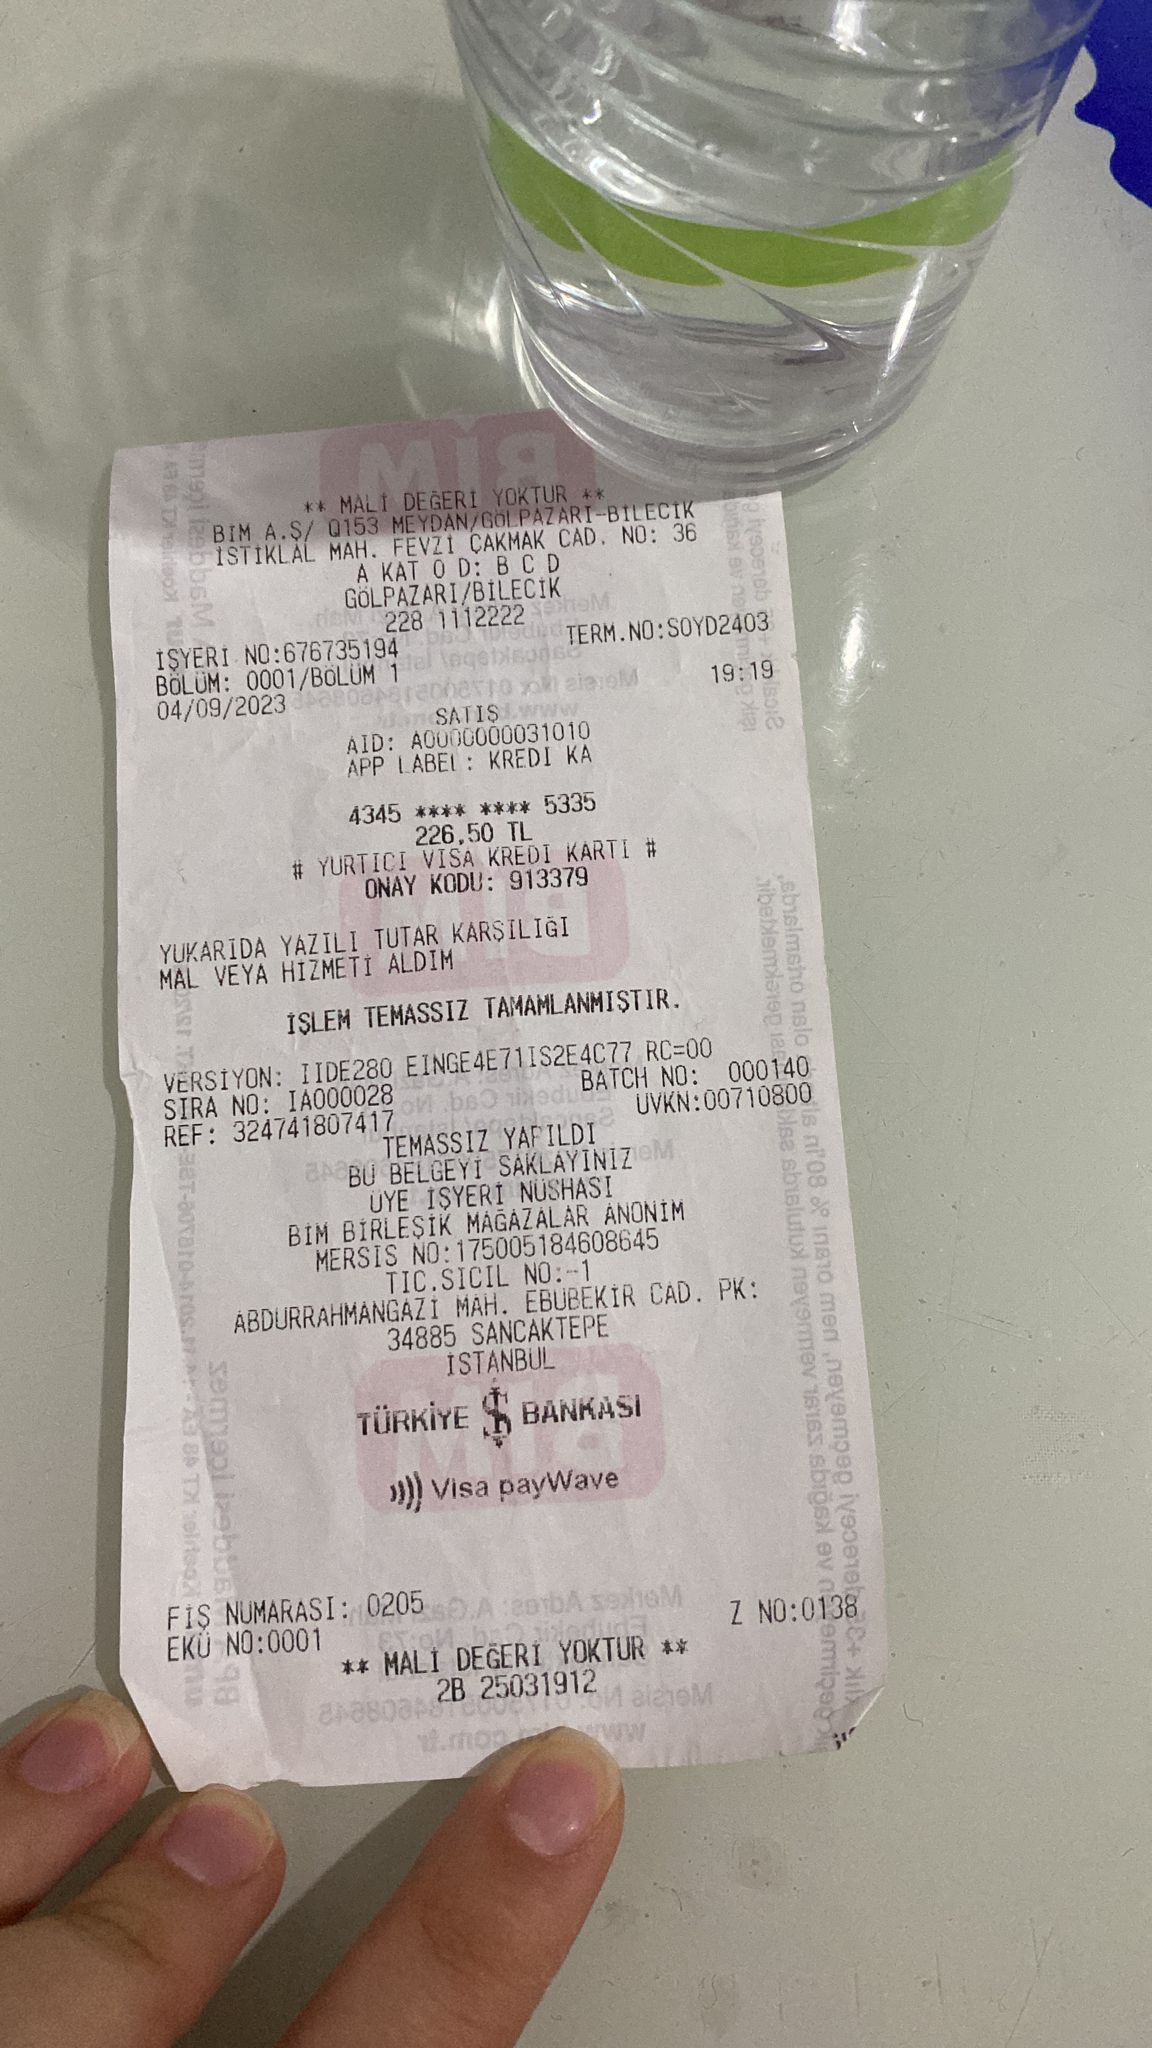 ** MALİ DEĞERİ YOKTUR **
BİM A.Ş/ Q153 MEYDAN/GÖLPAZARI-BİLECİK
İSTİKLAL MAH. FEVZİ ÇAKMAK CAD. NO: 36
A KAT O D: B C D
GÖLPAZARI/BİLECİK
228 1112222
İŞYERİ NO:676735194 TERM.NO:SOYD2403
BÖLÜM: 0001/BÖLÜM 1
04/09/2023 19:19
SATIŞ
AID: A0000000031010
APP LABEL: KREDI KA
4345 **** **** 5335
226,50 TL
# YURTİCİ VISA KREDİ KARTI #
ONAY KODU: 913379
YUKARIDA YAZILI TUTAR KARŞILIĞI
MAL VEYA HİZMETİ ALDIM
İŞLEM TEMASSIZ TAMAMLANMIŞTIR.
VERSİYON: IIDE280 EINGE4E71IS2E4C77 RC=00
SIRA NO: IA000028 BATCH NO: 000140
REF: 324741807417 UVKN:00710800
TEMASSIZ YAPILDI
BU BELGEYİ SAKLAYINIZ
ÜYE İŞYERİ NÜSHASI
BİM BİRLEŞİK MAĞAZALAR ANONİM
MERSIS NO:175005184608645
TIC.SICIL NO:-1
ABDURRAHMANGAZİ MAH. EBUBEKİR CAD. PK:
34885 SANCAKTEPE
İSTANBUL
TÜRKİYE İŞ BANKASI
Visa payWave
FİŞ NUMARASI: 0205
EKÜ NO:0001 Z NO:0138
** MALİ DEĞERİ YOKTUR **
2B 25031912